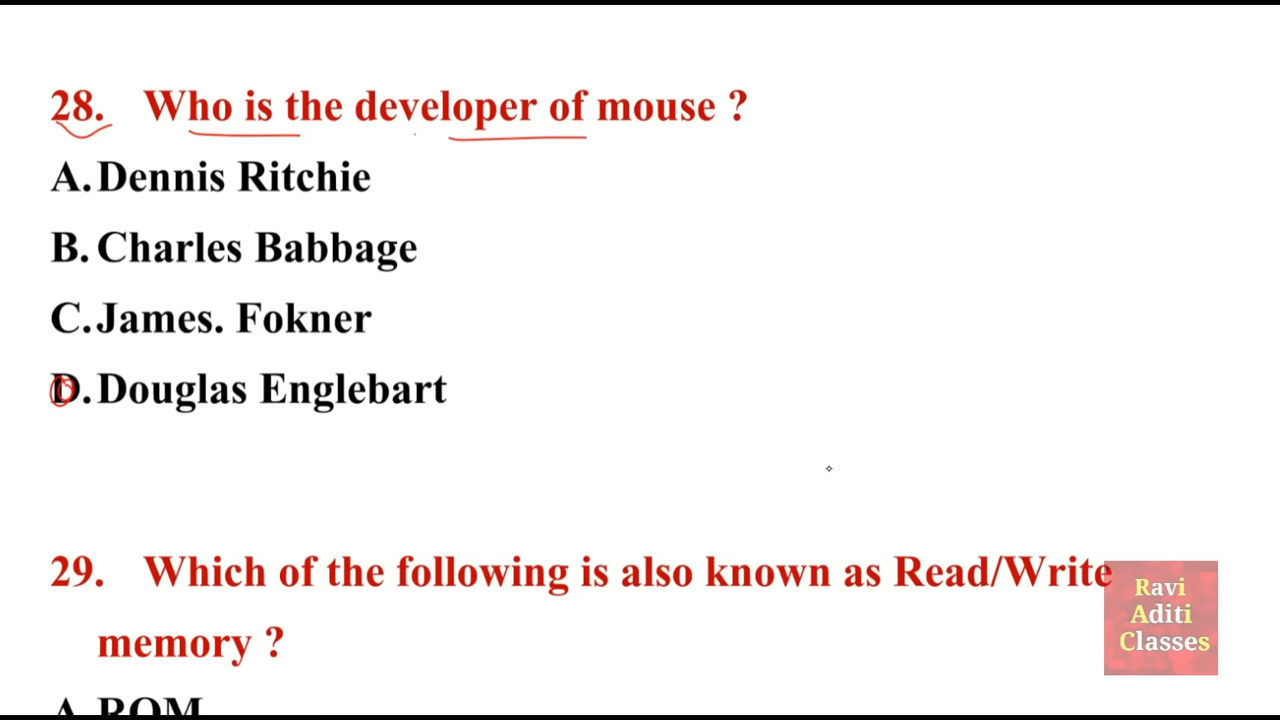 28. Who is the developer of mouse ?
A. Dennis Ritchie
B. Charles Babbage
C. James. Fokner
D. Douglas Englebart
29. Which of the following is also known as Read/Write
memory ?
A. ROM
Ravi
Aditi
Classes